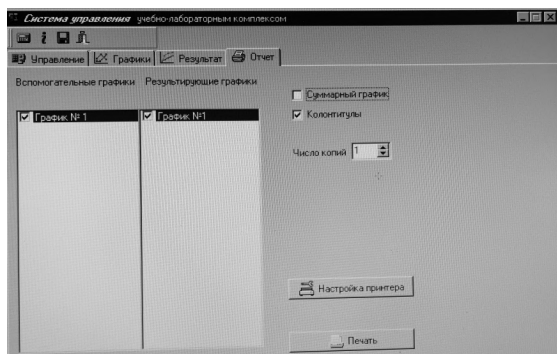 Система управления учебно-лабораторным комплексом
Управление Графики Результат Отчет
Вспомогательные графики Результирующие графики
График № 1 График №1
Суммарный график
Колонтитулы
Число копий 1
Настройка принтера
Печать